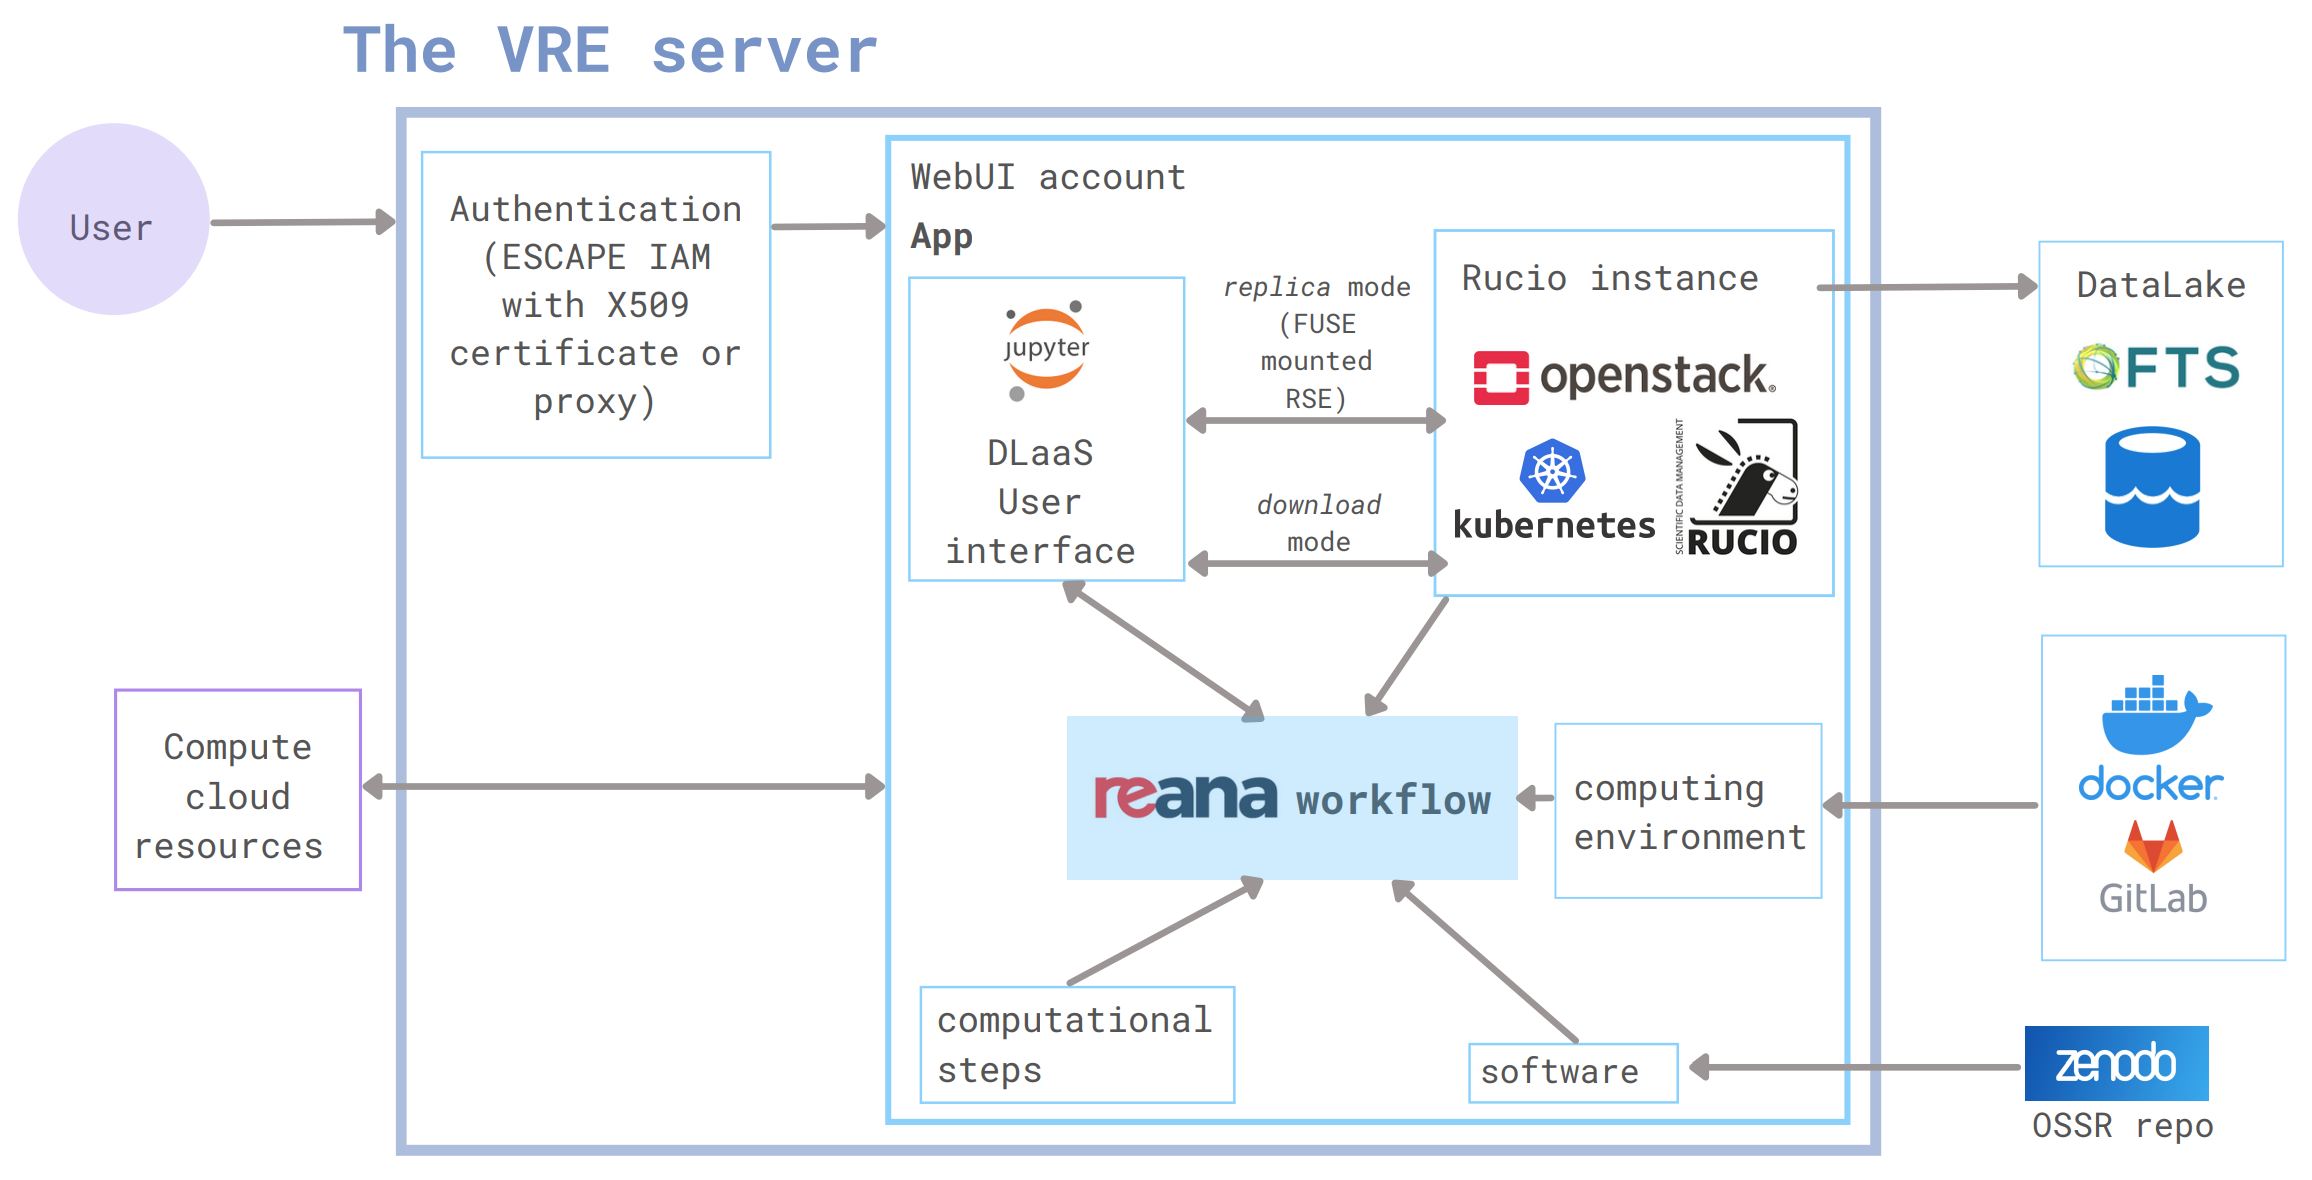 The VRE server
User
Authentication
(ESCAPE IAM
with X509
certificate or
proxy)
WebUI account
App
jupyter
DLaaS
User
interface
replica mode
(FUSE
mounted
RSE)
download
mode
Rucio instance
openstack®
kubernetes
SCIENTIFIC DATA MANAGEMENT
RUCIO
DataLake
FTS
Compute
cloud
resources
reana workflow
computing
environment
docker
GitLab
computational
steps
software
zenodo
OSSR repo